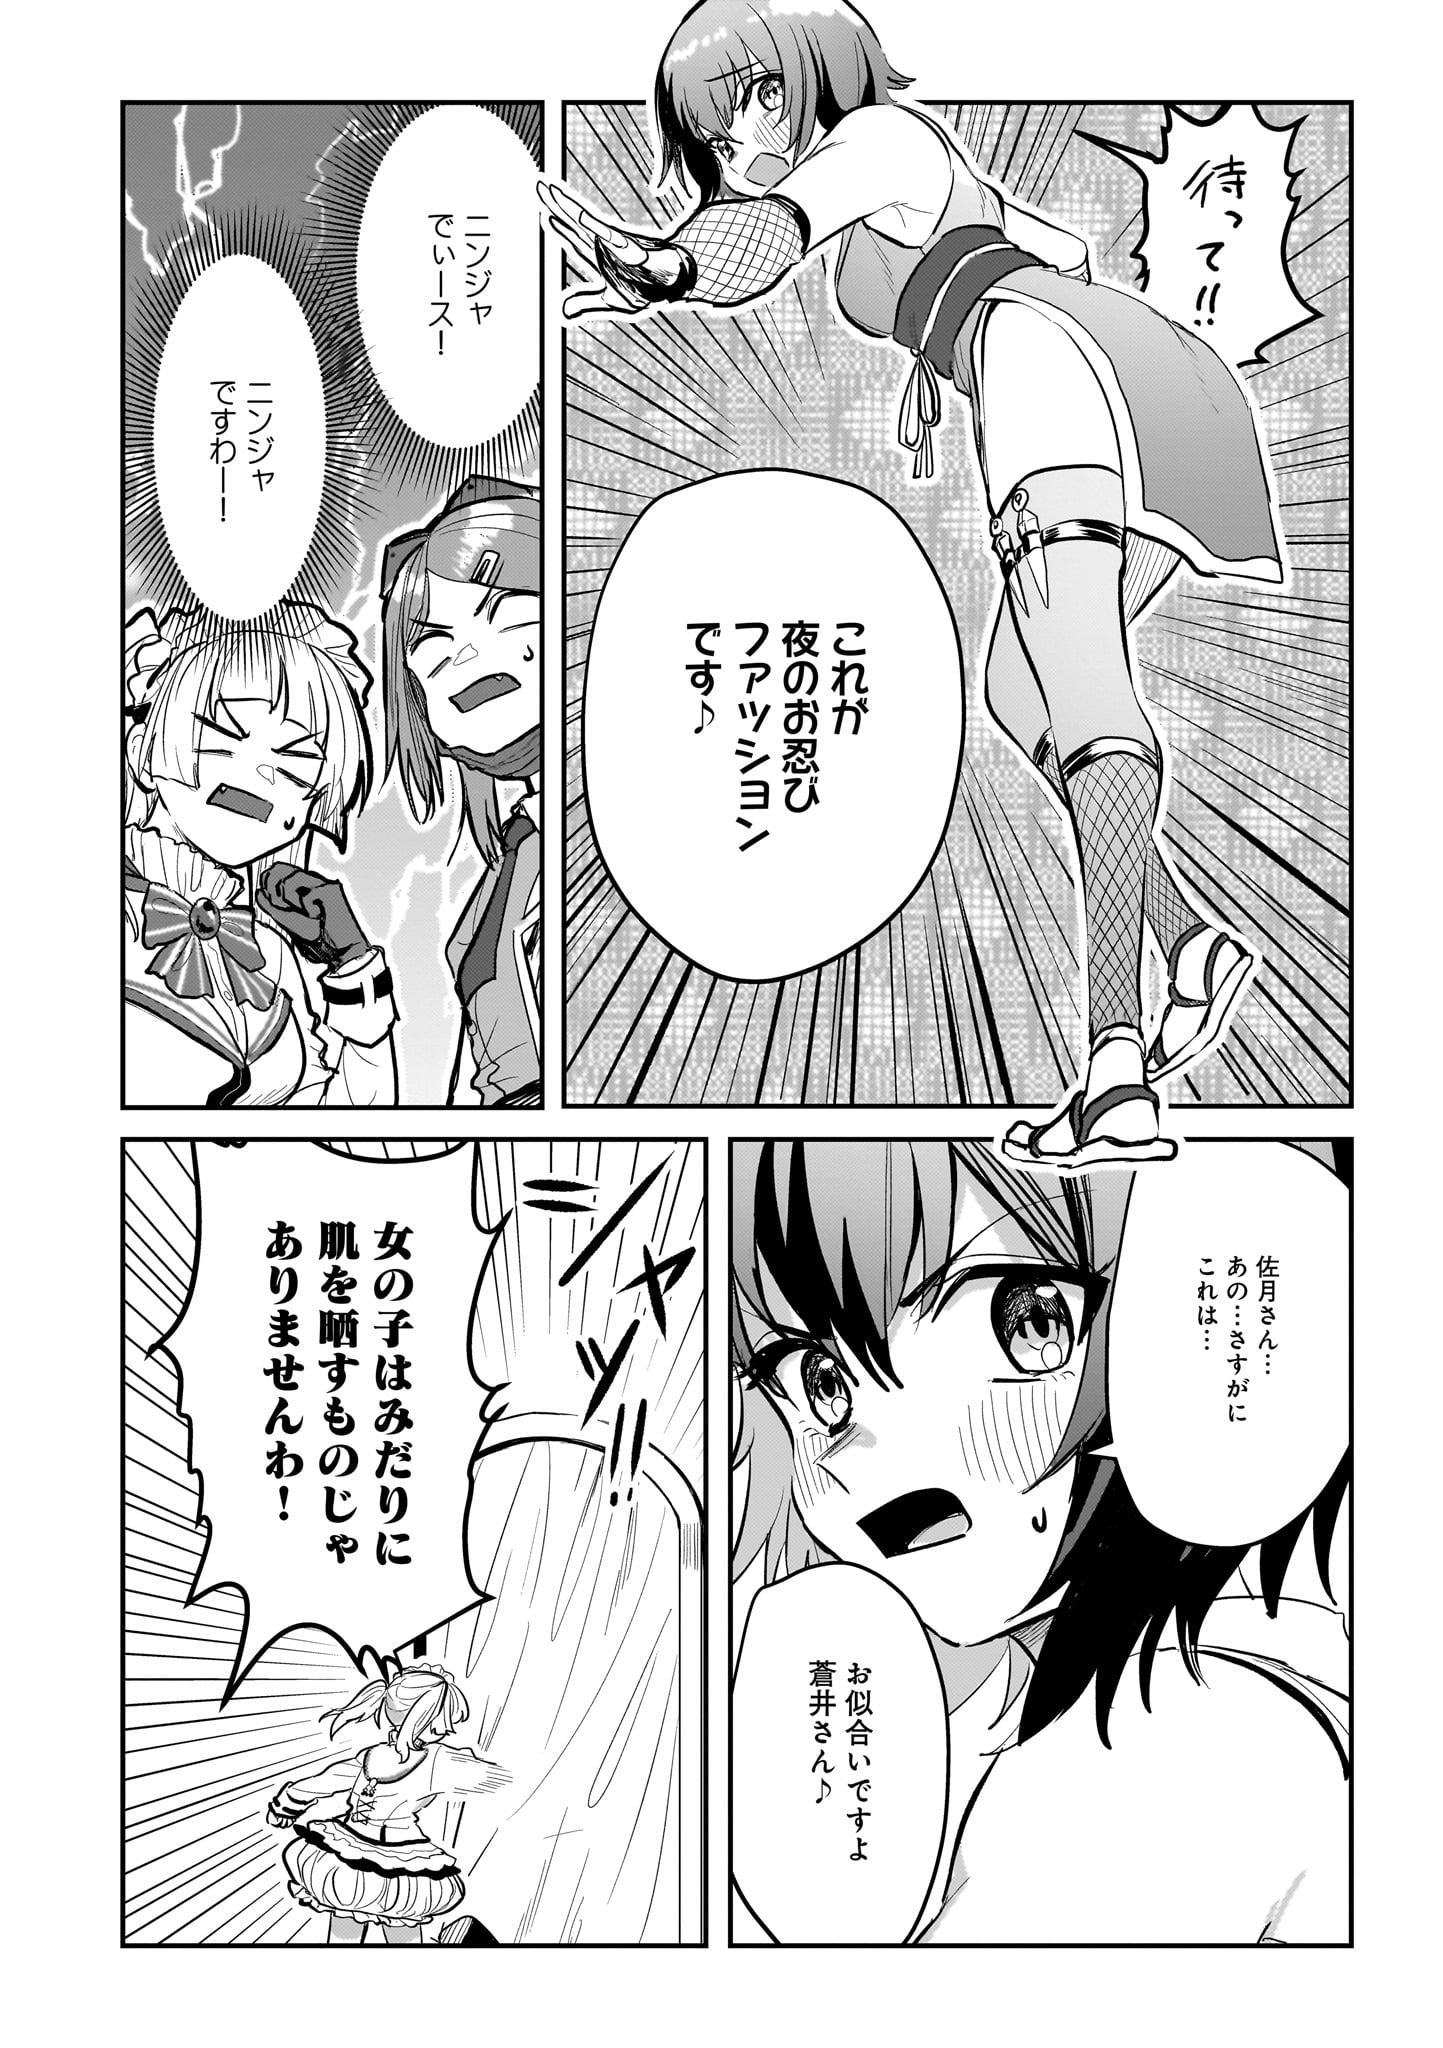 待って!!
これが
夜のお忍び
ファッション
です♪
ニンジャ
でぃース！
ニンジャ
ですわー！
佐月さん…
あの…さすがに
これは…
お似合いですよ
蒼井さん♪
ダメッ!!
女の子はみだりに
肌を晒すものじゃ
ありませんわ！